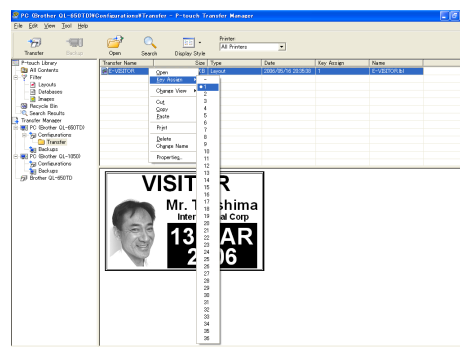 PC (Brother QL-650TD)¥Configurations¥Transfer - P-touch Transfer Manager
File Edit View Tool Help
Transfer
Backup
Open
Search
Display Style
Printer:
All Printers
P-touch Library
All Contents
Filter
Layouts
Databases
Images
Recycle Bin
Search Results
Transfer Manager
PC (Brother QL-650TD)
Configurations
Transfer
Backups
PC (Brother QL-1050)
Configurations
Backups
Brother QL-650TD
Transfer Name Size Type Date Key Assign Name
E-VISITOR KB Layout 1 E-VISITOR.lbl
Open
Key Assign
Change View
Cut
Copy
Paste
Print
Delete
Change Name
Properties...
-
1
2
3
4
5
6
7
8
9
10
11
12
13
14
15
16
17
18
19
20
21
22
23
24
25
26
27
28
29
30
31
32
33
34
35
36
VISIT R
Mr. T shima
Inter al Corp
13 AR
2 06